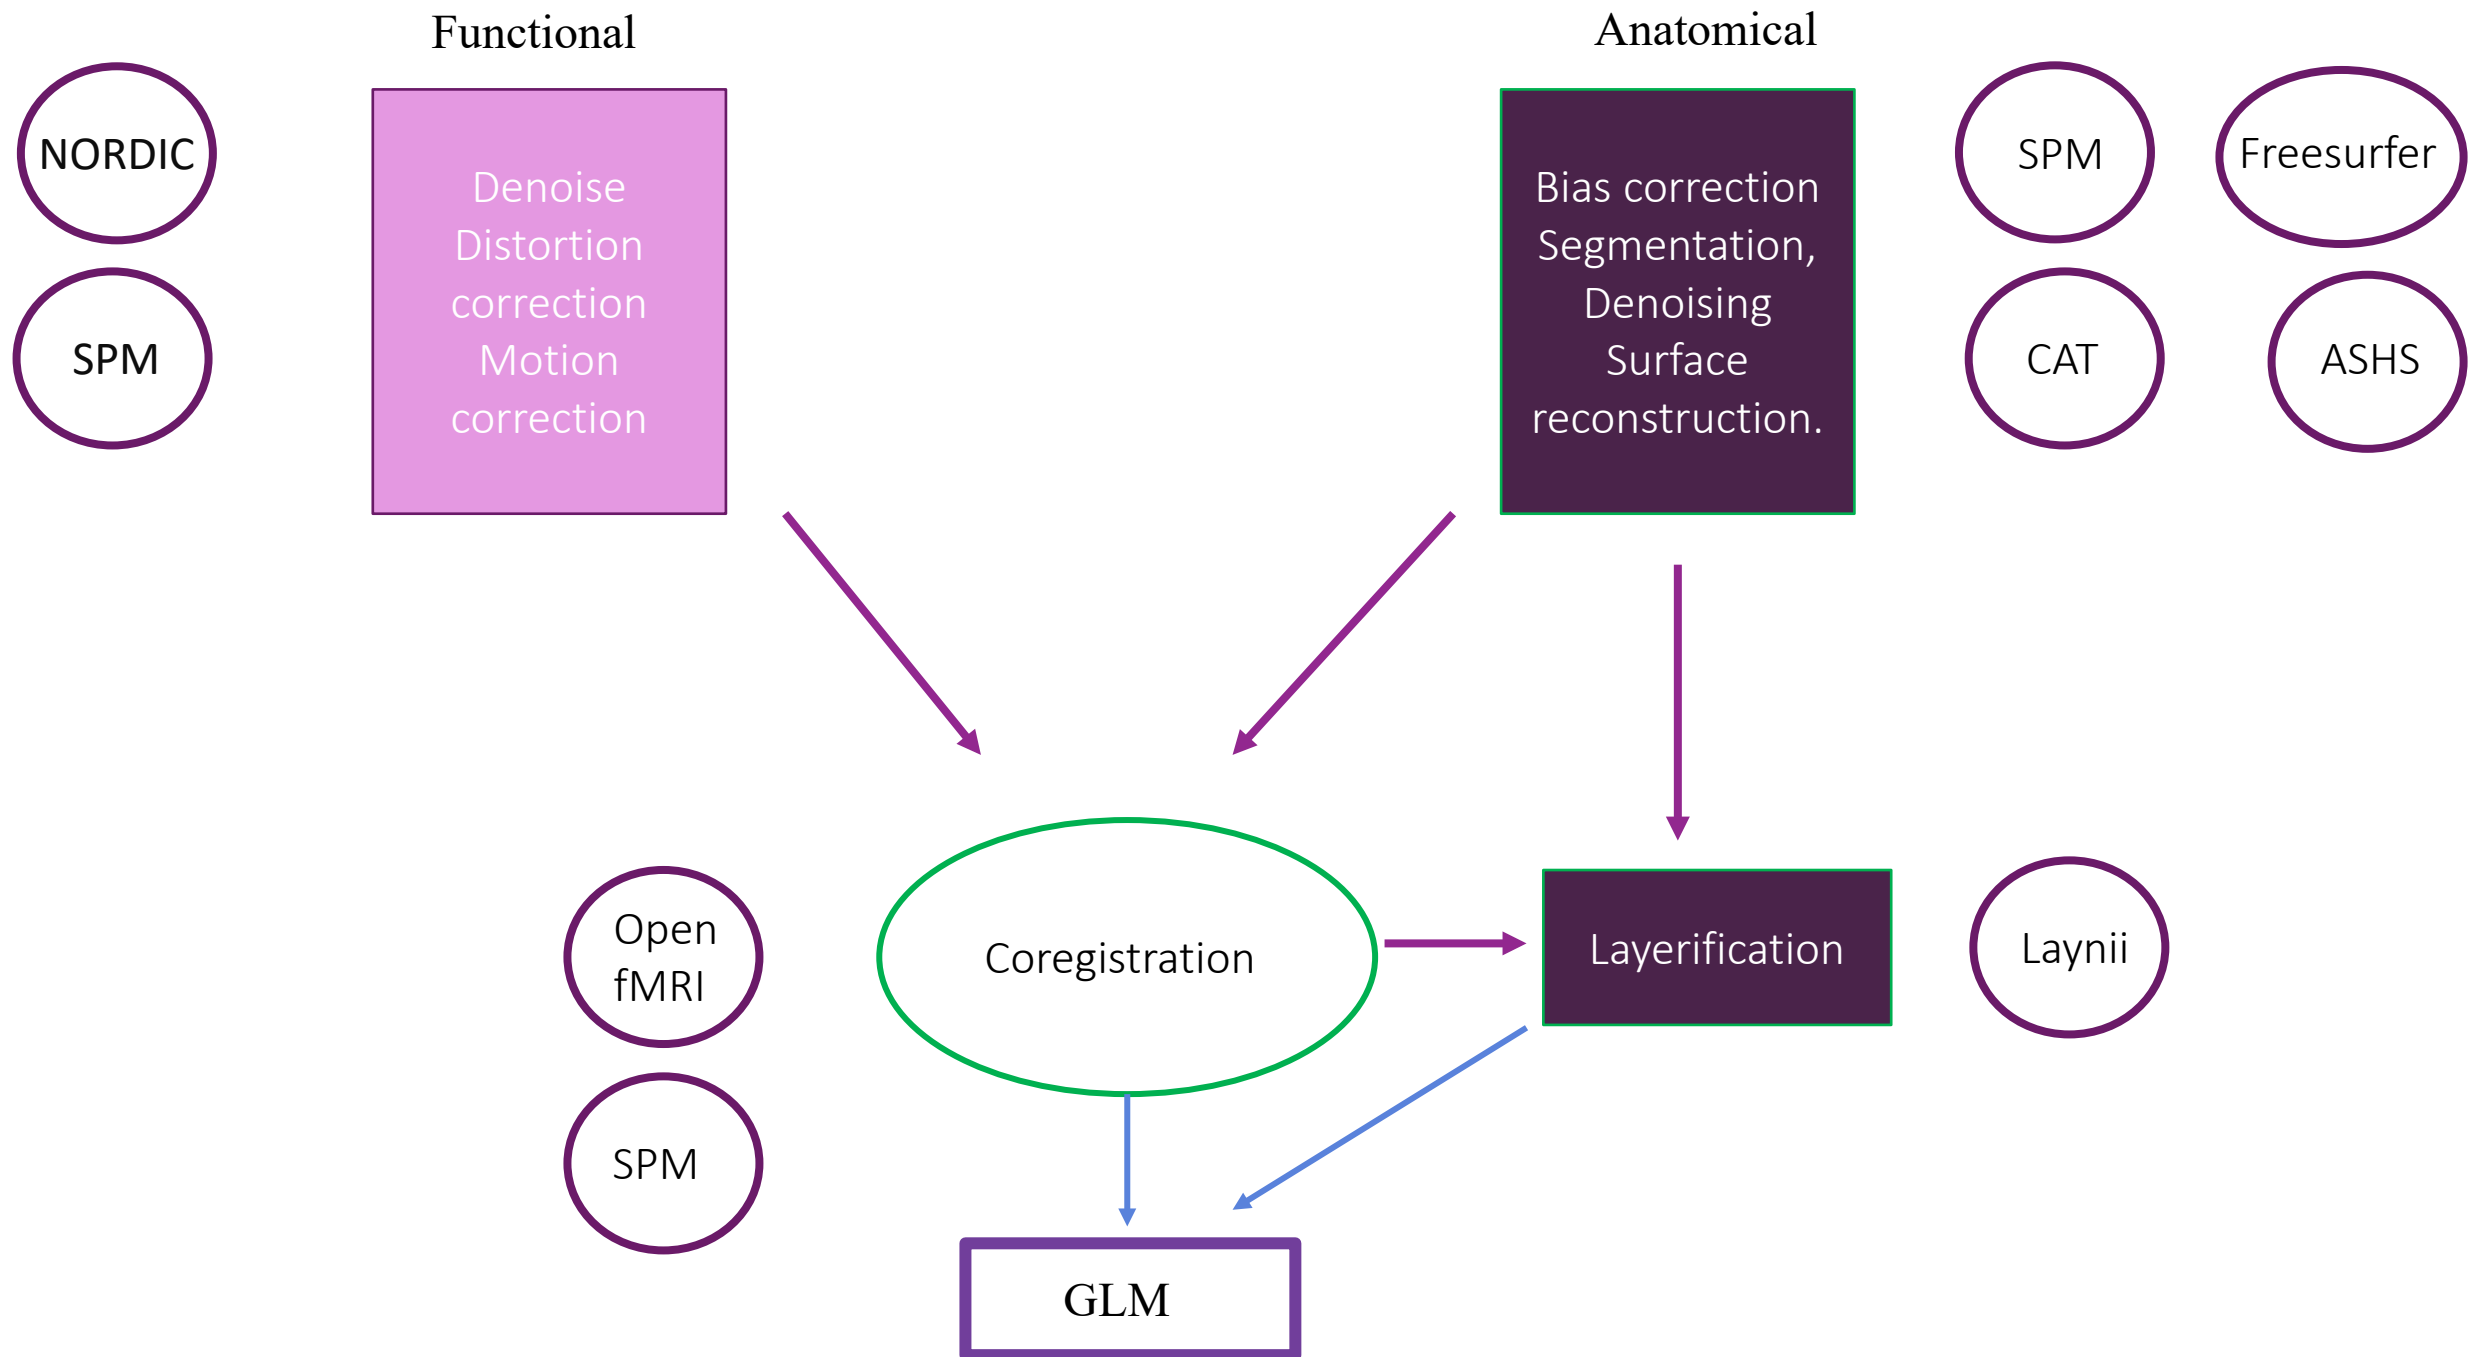 Functional
Anatomical
NORDIC
SPM
Denoise
Distortion
correction
Motion
correction
Bias correction
Segmentation,
Denoising
Surface
reconstruction.
SPM
Freesurfer
CAT
ASHS
Open
fMRI
SPM
Coregistration
Layerification
Laynii
GLM